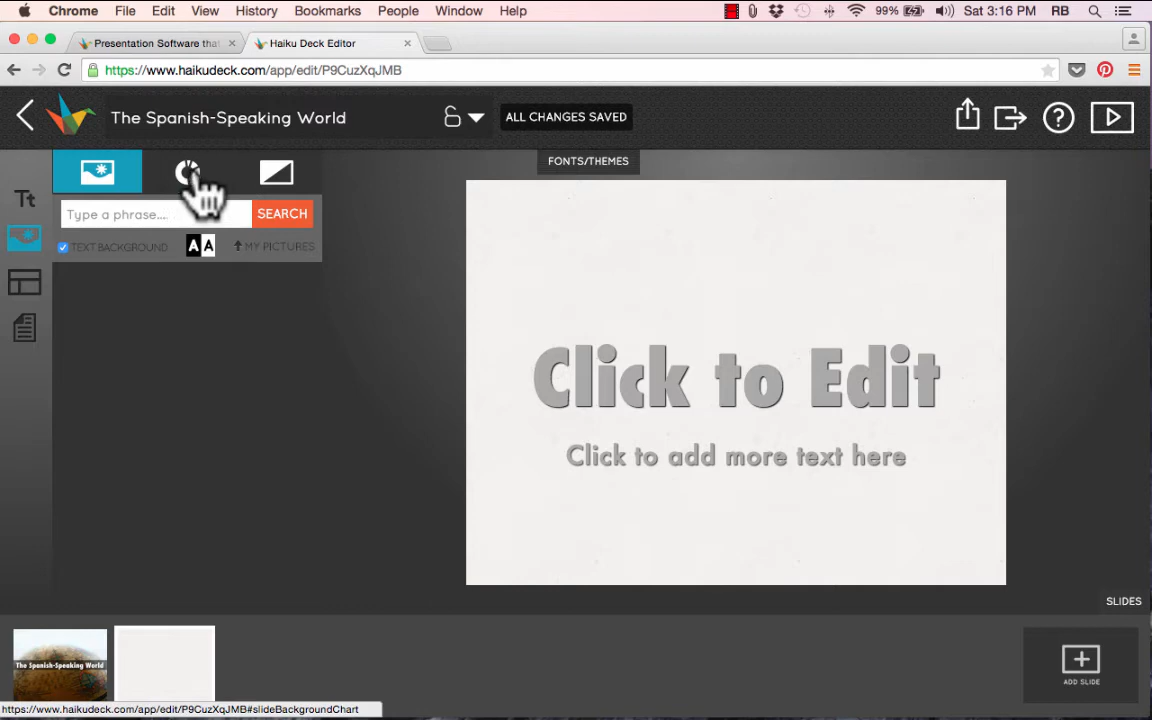 Chrome File Edit View History Bookmarks People Window Help 99% Sat 3:16 PM RB
Presentation Software that
Haiku Deck Editor
https://www.haikudeck.com/app/edit/P9CuzXqJMB
The Spanish-Speaking World
ALL CHANGES SAVED
FONTS/THEMES
Tt
Type a phrase....
SEARCH
TEXT BACKGROUND
A A
MY PICTURES
Click to Edit
Click to add more text here
SLIDES
The Spanish-Speaking World
ADD SLIDE
https://www.haikudeck.com/app/edit/P9CuzXqJMB#slideBackgroundChart